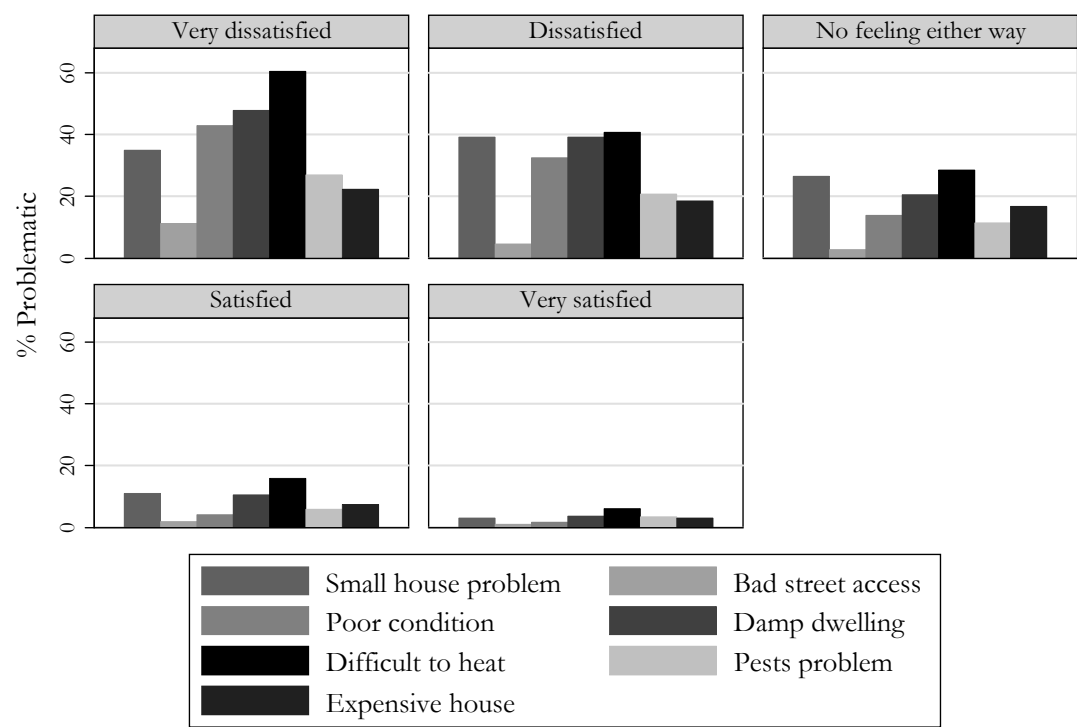 Very dissatisfied
Dissatisfied
No feeling either way
60
40
20
0
Satisfied
Very satisfied
60
40
20
0
% Problematic
Small house problem
Bad street access
Poor condition
Damp dwelling
Difficult to heat
Pests problem
Expensive house